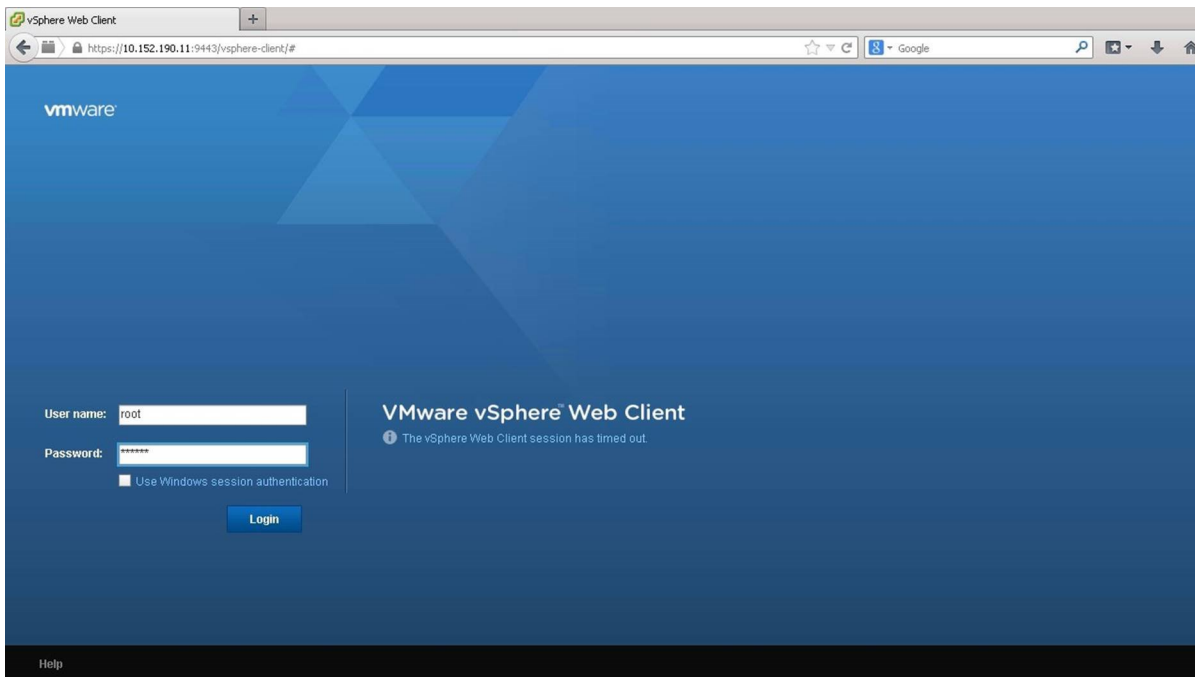 vSphere Web Client
https://10.152.190.11:9443/vsphere-client/#
Google
vmware
User name: root
Password: ******
Use Windows session authentication
Login
VMware vSphere™ Web Client
The vSphere Web Client session has timed out.
Help